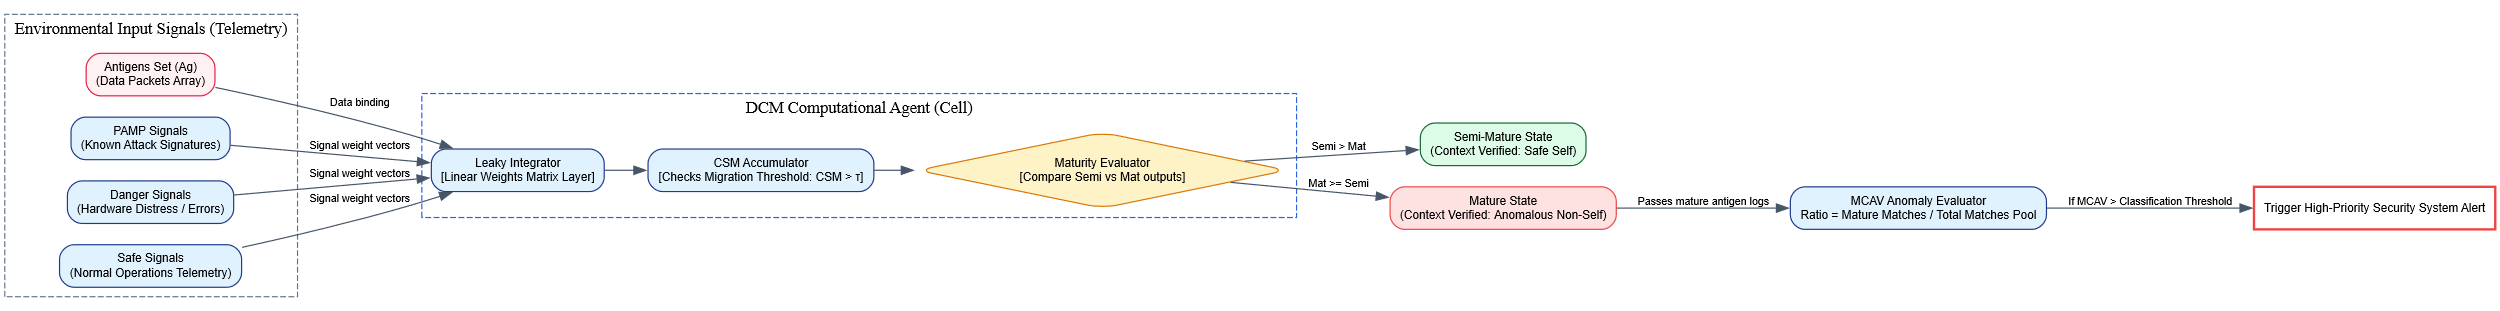 Environmental Input Signals (Telemetry)
Antigens Set (Ag)
(Data Packets Array)
PAMP Signals
(Known Attack Signatures)
Danger Signals
(Hardware Distress / Errors)
Safe Signals
(Normal Operations Telemetry)
Data binding
Signal weight vectors
Signal weight vectors
Signal weight vectors
DCM Computational Agent (Cell)
Leaky Integrator
[Linear Weights Matrix Layer]
CSM Accumulator
[Checks Migration Threshold: CSM > τ]
Maturity Evaluator
[Compare Semi vs Mat outputs]
Semi > Mat
Mat >= Semi
Semi-Mature State
(Context Verified: Safe Self)
Mature State
(Context Verified: Anomalous Non-Self)
Passes mature antigen logs
MCAV Anomaly Evaluator
Ratio = Mature Matches / Total Matches Pool
If MCAV > Classification Threshold
Trigger High-Priority Security System Alert